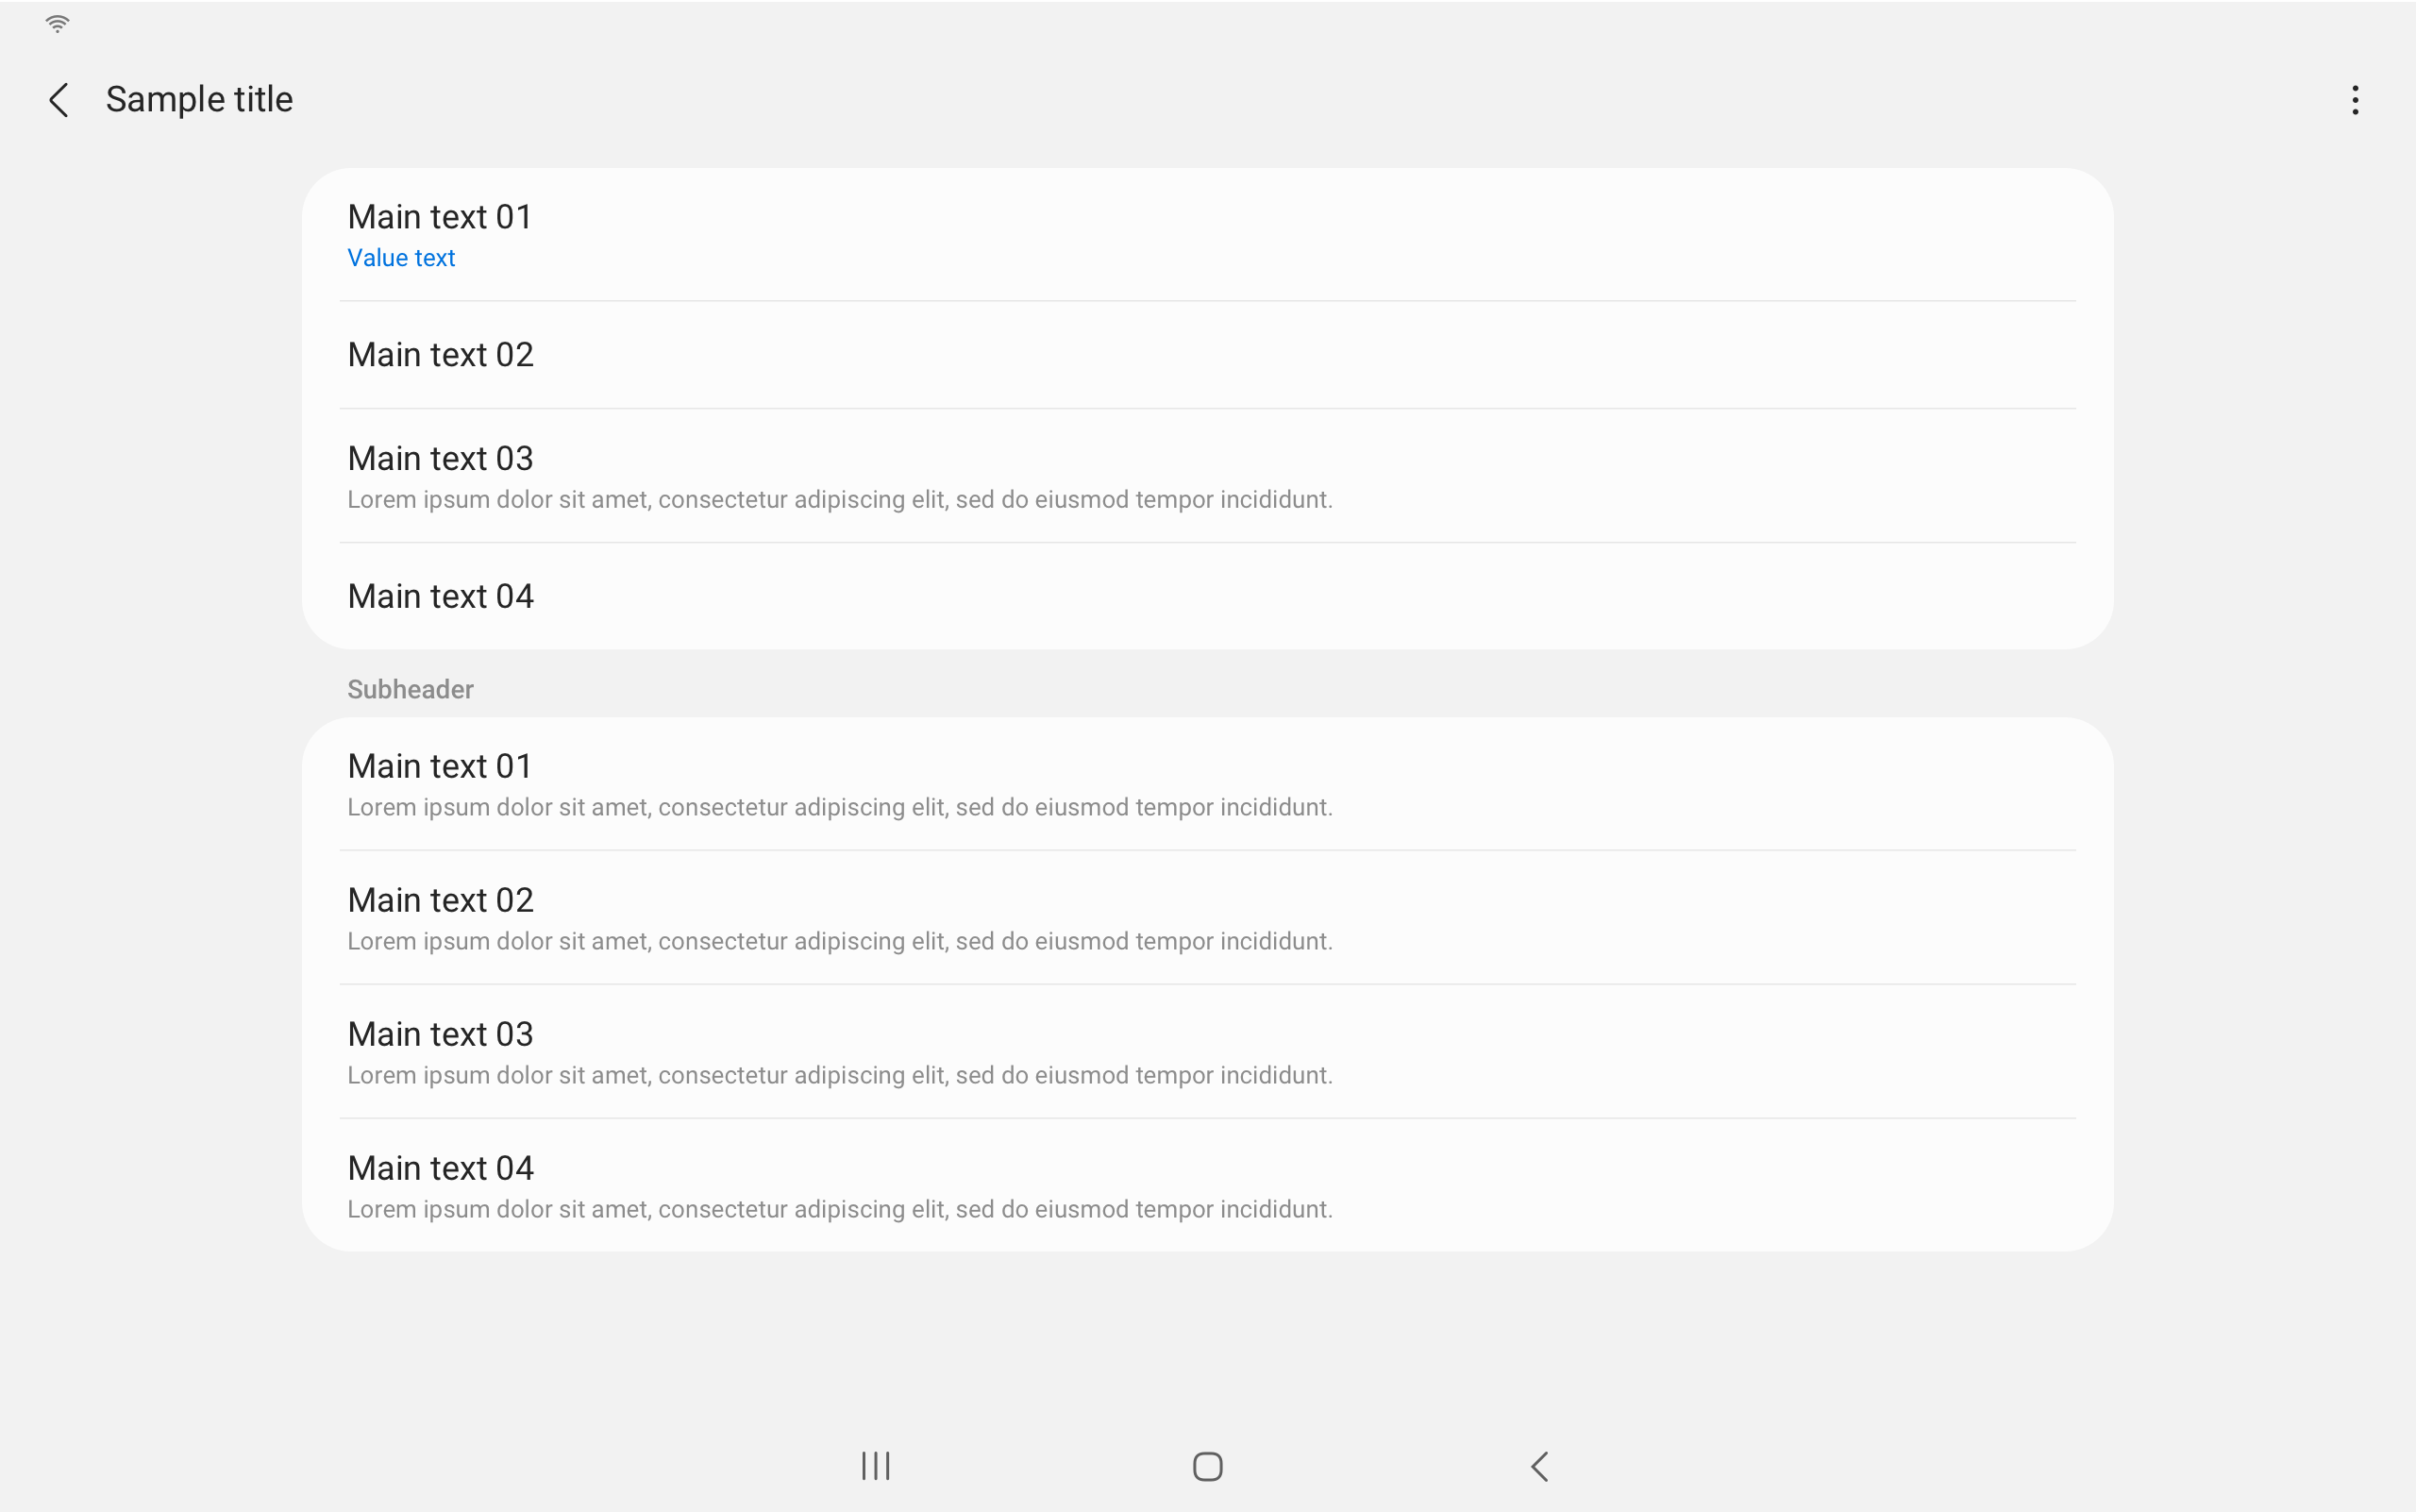 Sample title
Main text 01
Value text
Main text 02
Main text 03
Lorem ipsum dolor sit amet, consectetur adipiscing elit, sed do eiusmod tempor incididunt.
Main text 04
Subheader
Main text 01
Lorem ipsum dolor sit amet, consectetur adipiscing elit, sed do eiusmod tempor incididunt.
Main text 02
Lorem ipsum dolor sit amet, consectetur adipiscing elit, sed do eiusmod tempor incididunt.
Main text 03
Lorem ipsum dolor sit amet, consectetur adipiscing elit, sed do eiusmod tempor incididunt.
Main text 04
Lorem ipsum dolor sit amet, consectetur adipiscing elit, sed do eiusmod tempor incididunt.